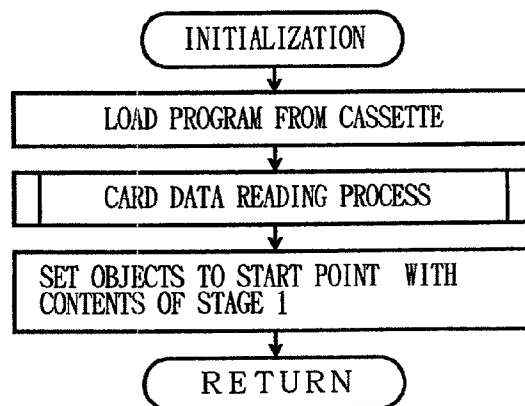 INITIALIZATION
LOAD PROGRAM FROM CASSETTE
CARD DATA READING PROCESS
SET OBJECTS TO START POINT WITH
CONTENTS OF STAGE 1
RETURN